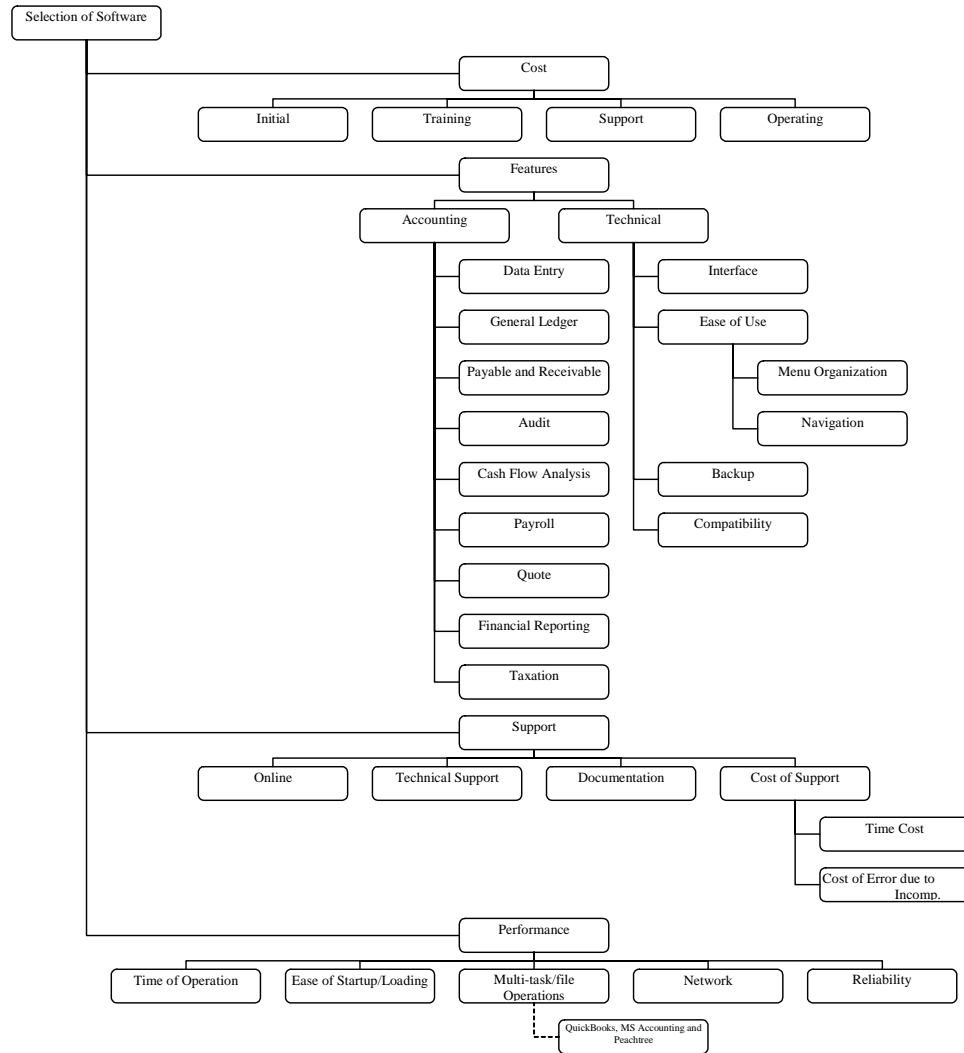 Selection of Software
Cost
Initial
Training
Support
Operating
Features
Accounting
Technical
Data Entry
Interface
General Ledger
Ease of Use
Payable and Receivable
Menu Organization
Audit
Navigation
Cash Flow Analysis
Backup
Payroll
Compatibility
Quote
Financial Reporting
Taxation
Support
Online
Technical Support
Documentation
Cost of Support
Time Cost
Cost of Error due to
Incomp.
Performance
Time of Operation
Ease of Startup/Loading
Multi-task/file
Operations
Network
Reliability
QuickBooks, MS Accounting and
Peachtree